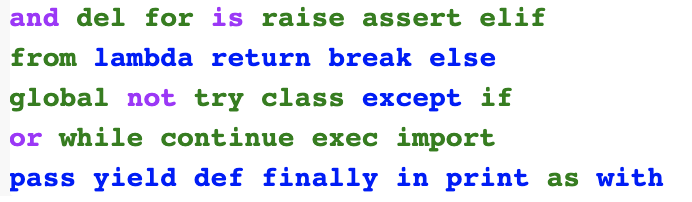 and del for is raise assert elif
from lambda return break else
global not try class except if
or while continue exec import
pass yield def finally in print as with